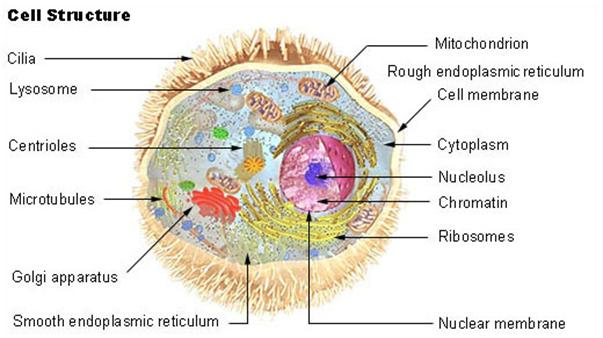 Cell Structure
Cilia
Lysosome
Centrioles
Microtubules
Golgi apparatus
Smooth endoplasmic reticulum
Mitochondrion
Rough endoplasmic reticulum
Cell membrane
Cytoplasm
Nucleolus
Chromatin
Ribosomes
Nuclear membrane